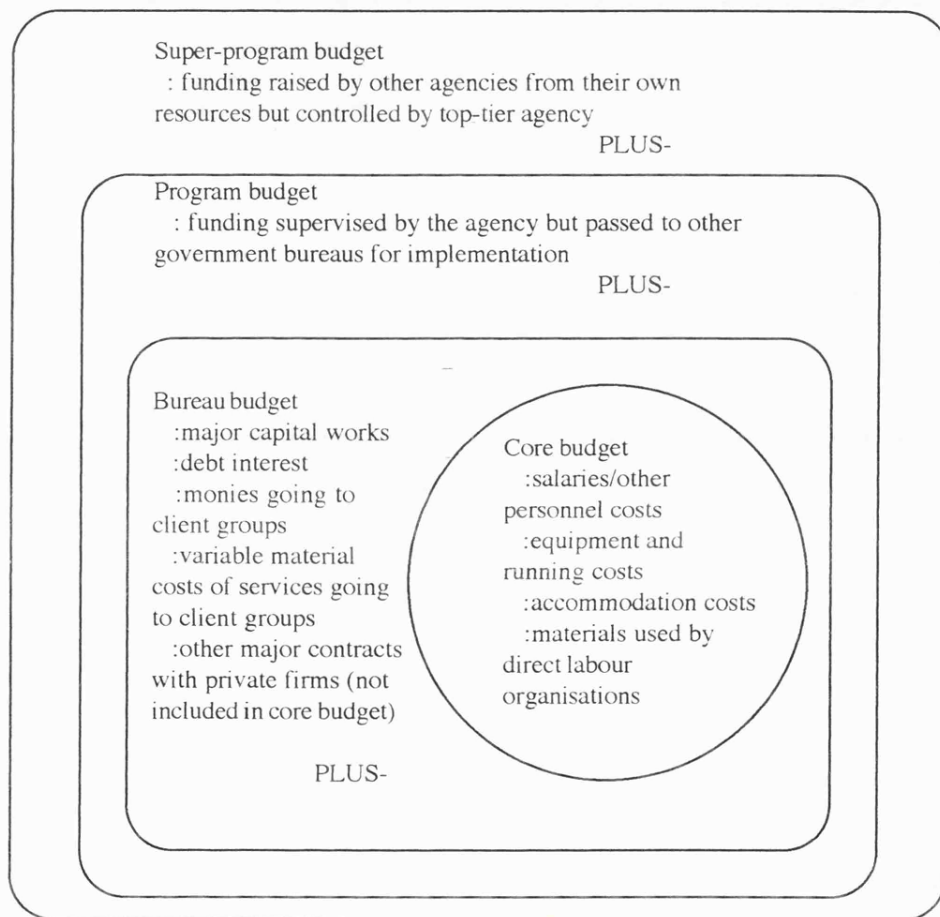 Super-program budget
: funding raised by other agencies from their own
resources but controlled by top-tier agency
PLUS-
Program budget
: funding supervised by the agency but passed to other
government bureaus for implementation
PLUS-
Bureau budget
:major capital works
:debt interest
:monies going to
client groups
:variable material
costs of services going
to client groups
:other major contracts
with private firms (not
included in core budget)
PLUS-
Core budget
:salaries/other
personnel costs
:equipment and
running costs
:accommodation costs
:materials used by
direct labour
organisations